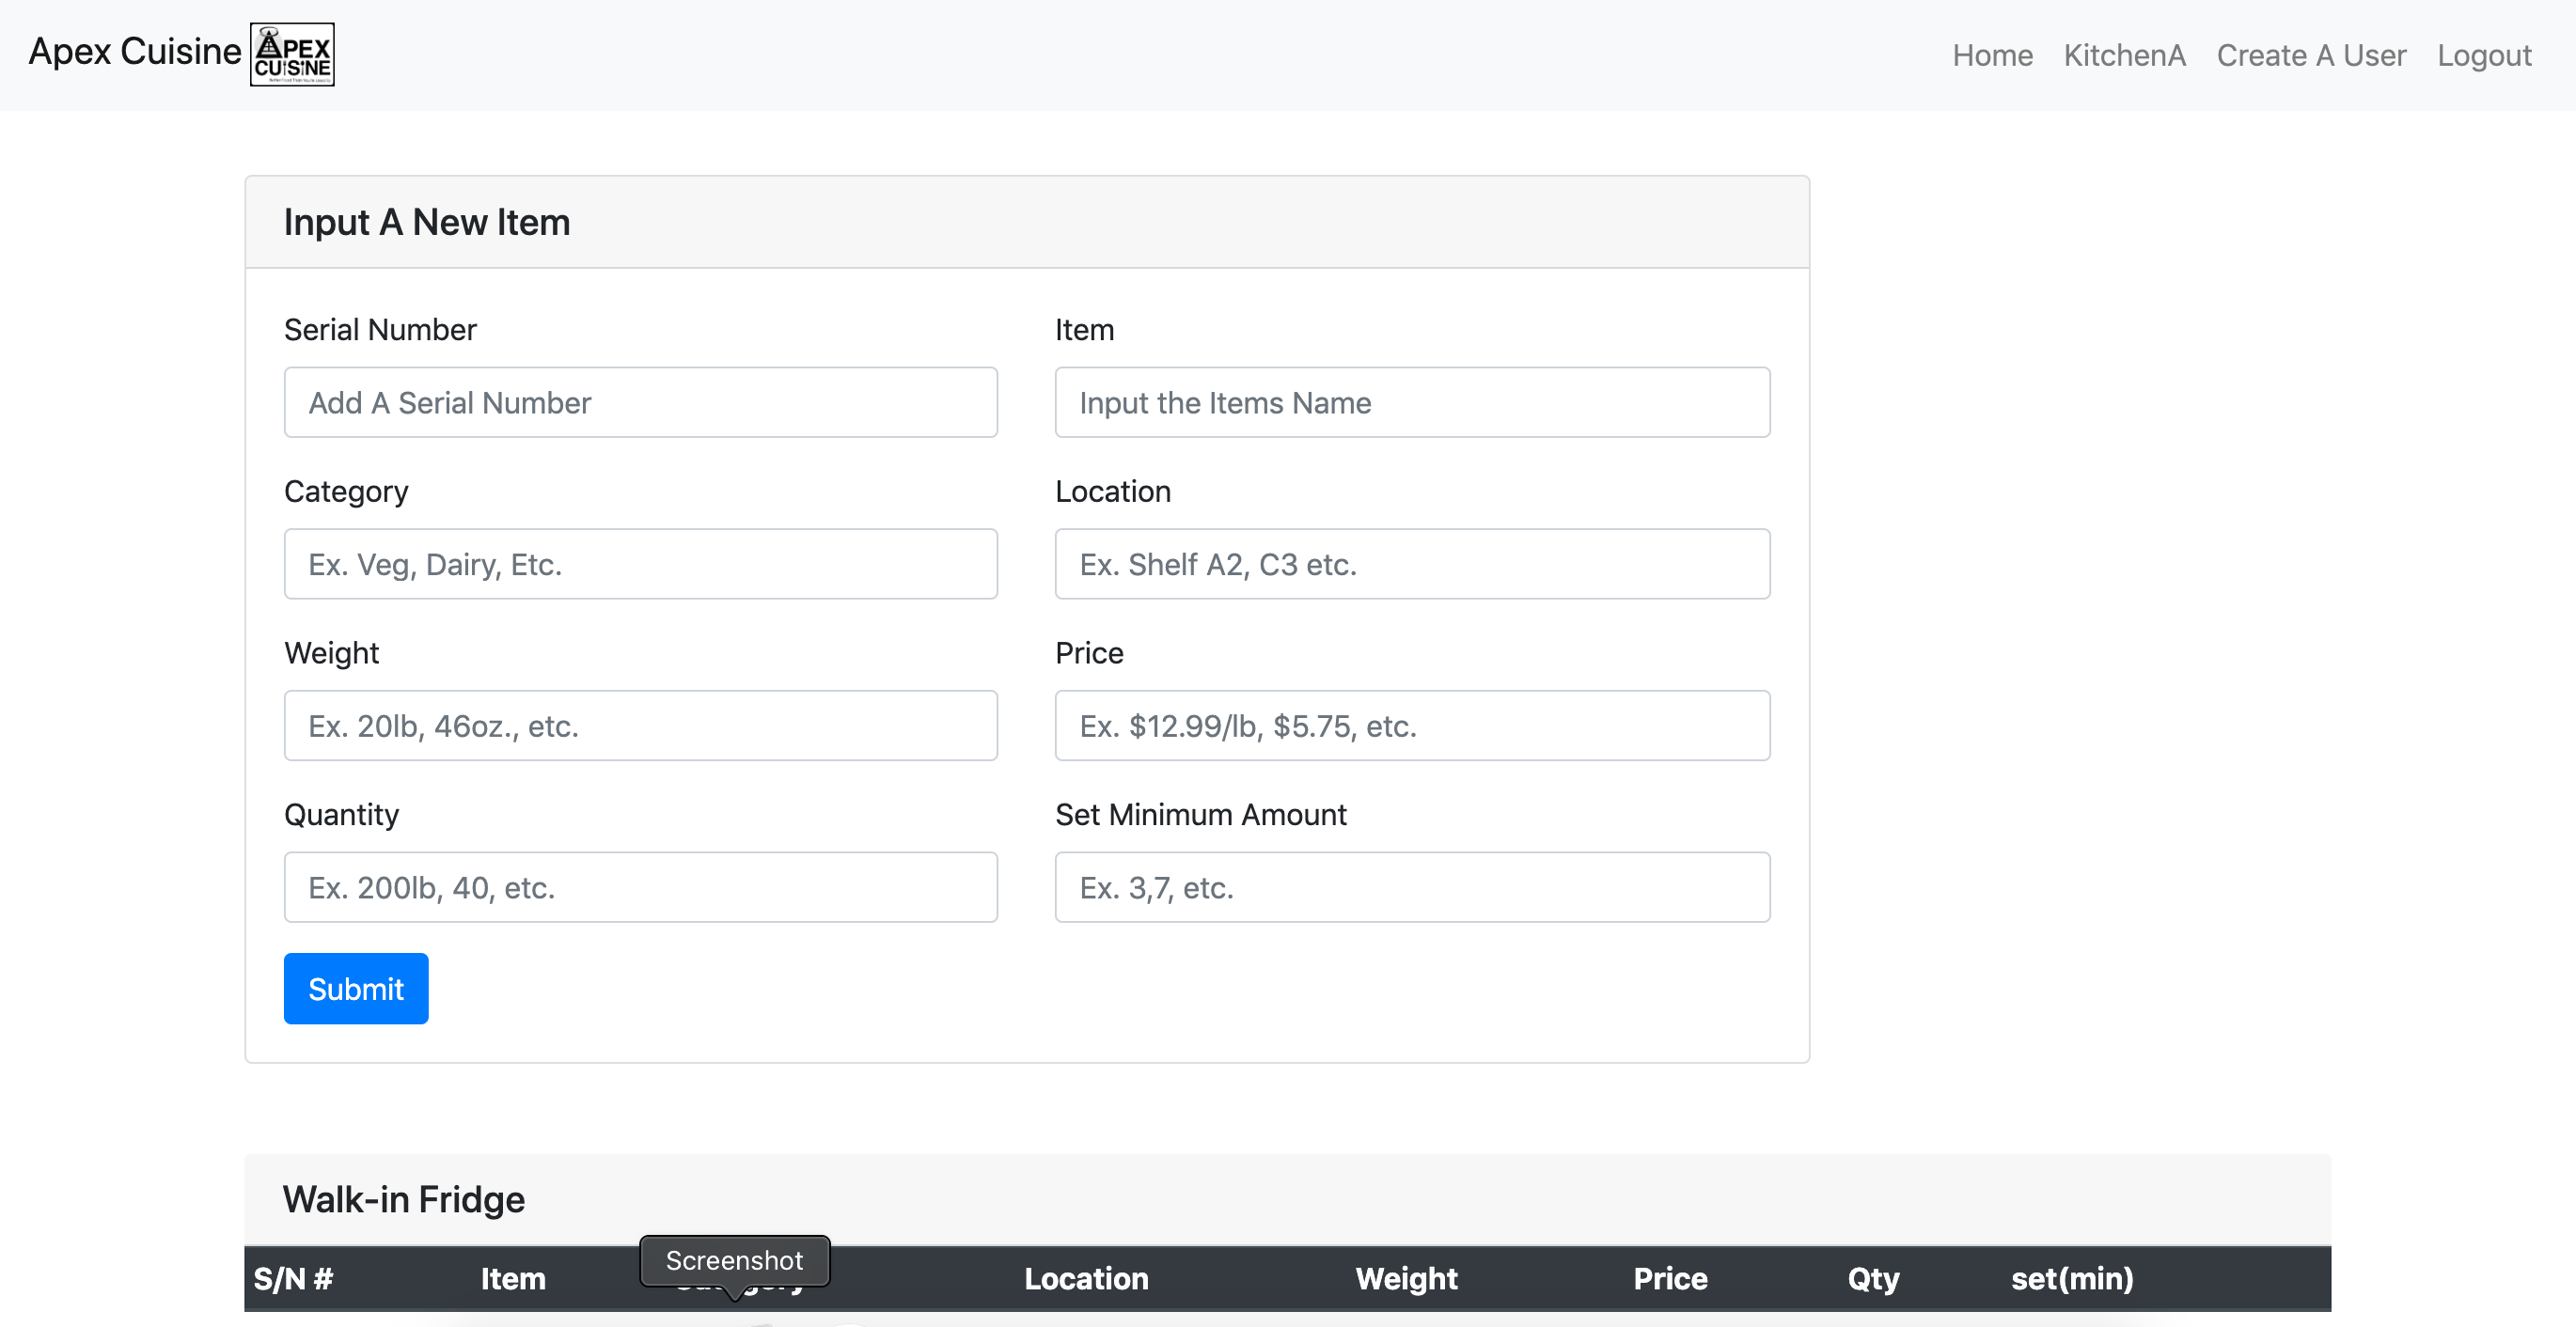 Apex Cuisine
APEX
CUISINE
Home KitchenA Create A User Logout
Input A New Item
Serial Number Item
Add A Serial Number Input the Items Name
Category Location
Ex. Veg, Dairy, Etc. Ex. Shelf A2, C3 etc.
Weight Price
Ex. 20lb, 46oz., etc. Ex. $12.99/lb, $5.75, etc.
Quantity Set Minimum Amount
Ex. 200lb, 40, etc. Ex. 3,7, etc.
Submit
Walk-in Fridge
Screenshot
S/N # Item Location Weight Price Qty set(min)